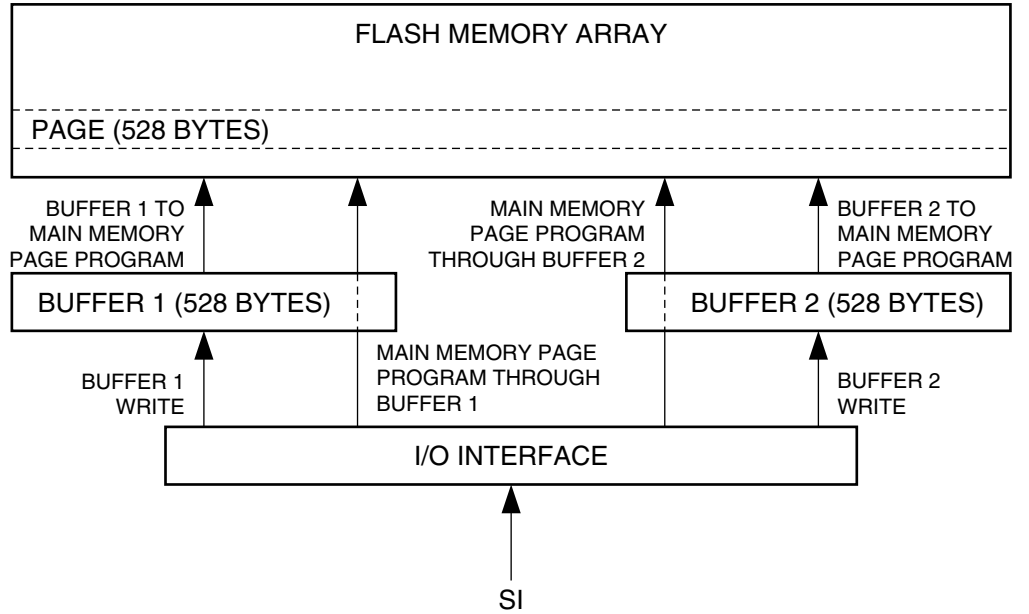 FLASH MEMORY ARRAY
PAGE (528 BYTES)
BUFFER 1 TO
MAIN MEMORY
PAGE PROGRAM
MAIN MEMORY
PAGE PROGRAM
THROUGH BUFFER 2
BUFFER 2 TO
MAIN MEMORY
PAGE PROGRAM
BUFFER 1 (528 BYTES)
BUFFER 2 (528 BYTES)
BUFFER 1
WRITE
MAIN MEMORY PAGE
PROGRAM THROUGH
BUFFER 1
BUFFER 2
WRITE
I/O INTERFACE
SI